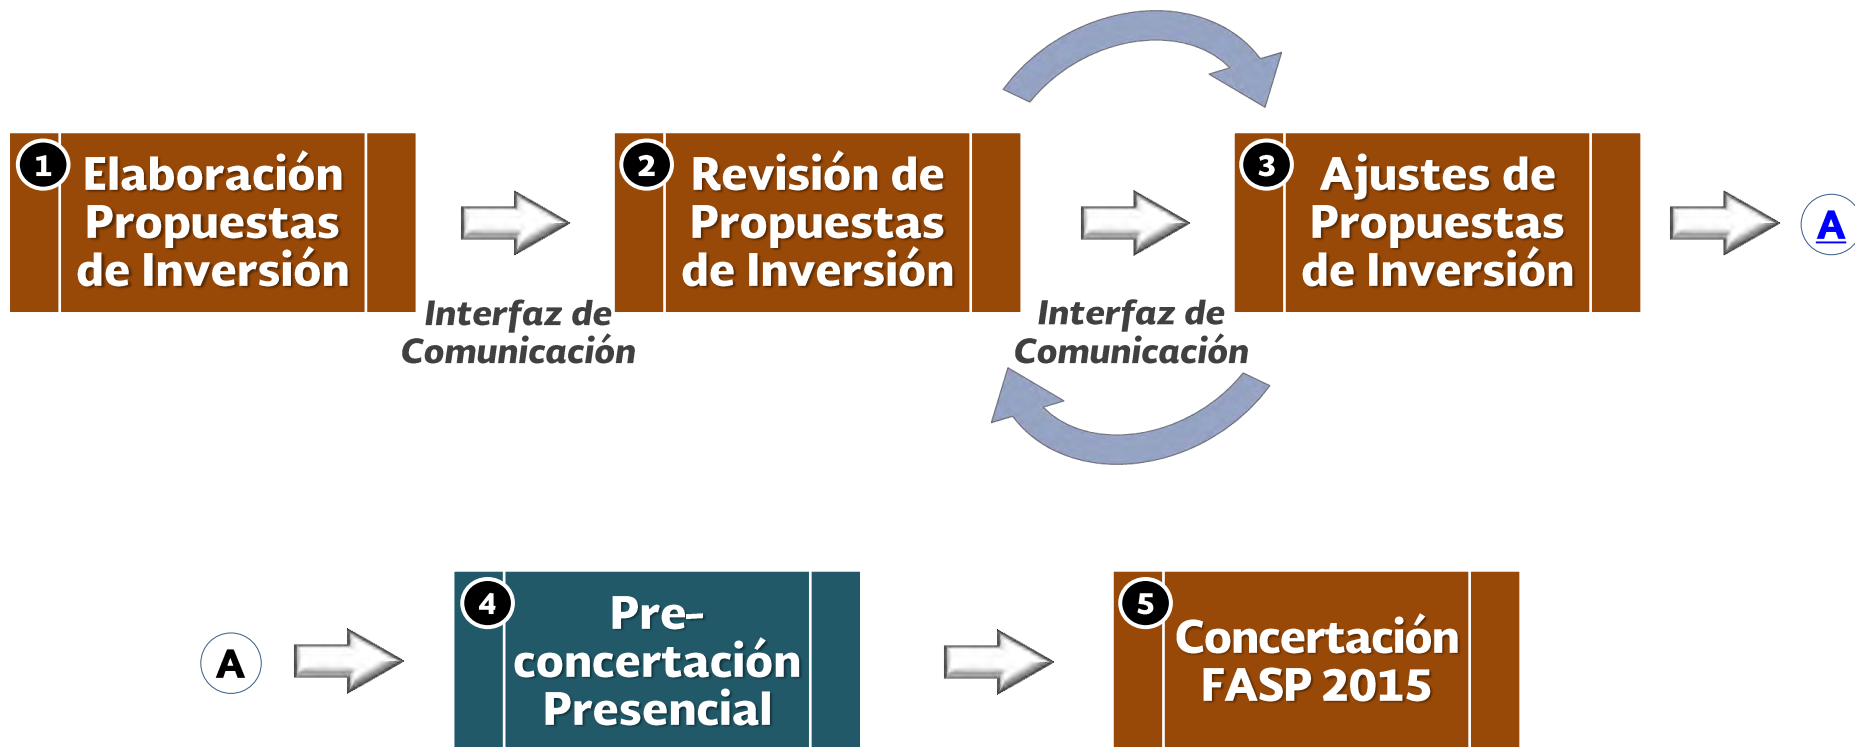 1
Elaboración
Propuestas
de Inversión
2
Revisión de
Propuestas
de Inversión
3
Ajustes de
Propuestas
de Inversión
A
Interfaz de
Comunicación
Interfaz de
Comunicación
A
4
Pre-
concertación
Presencial
5
Concertación
FASP 2015